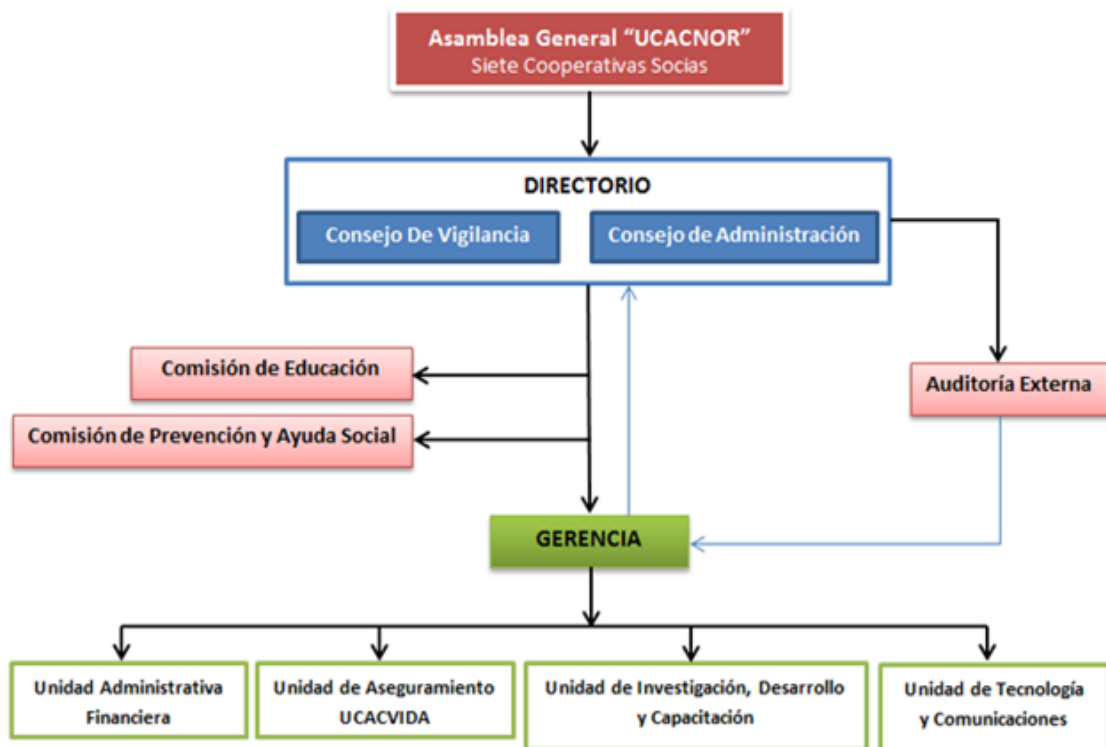 Asamblea General “UCACNOR”
Siete Cooperativas Socias
DIRECTORIO
Consejo De Vigilancia
Consejo de Administración
Comisión de Educación
Auditoría Externa
Comisión de Prevención y Ayuda Social
GERENCIA
Unidad Administrativa
Financiera
Unidad de Aseguramiento
UCACVIDA
Unidad de Investigación, Desarrollo
y Capacitación
Unidad de Tecnología
y Comunicaciones